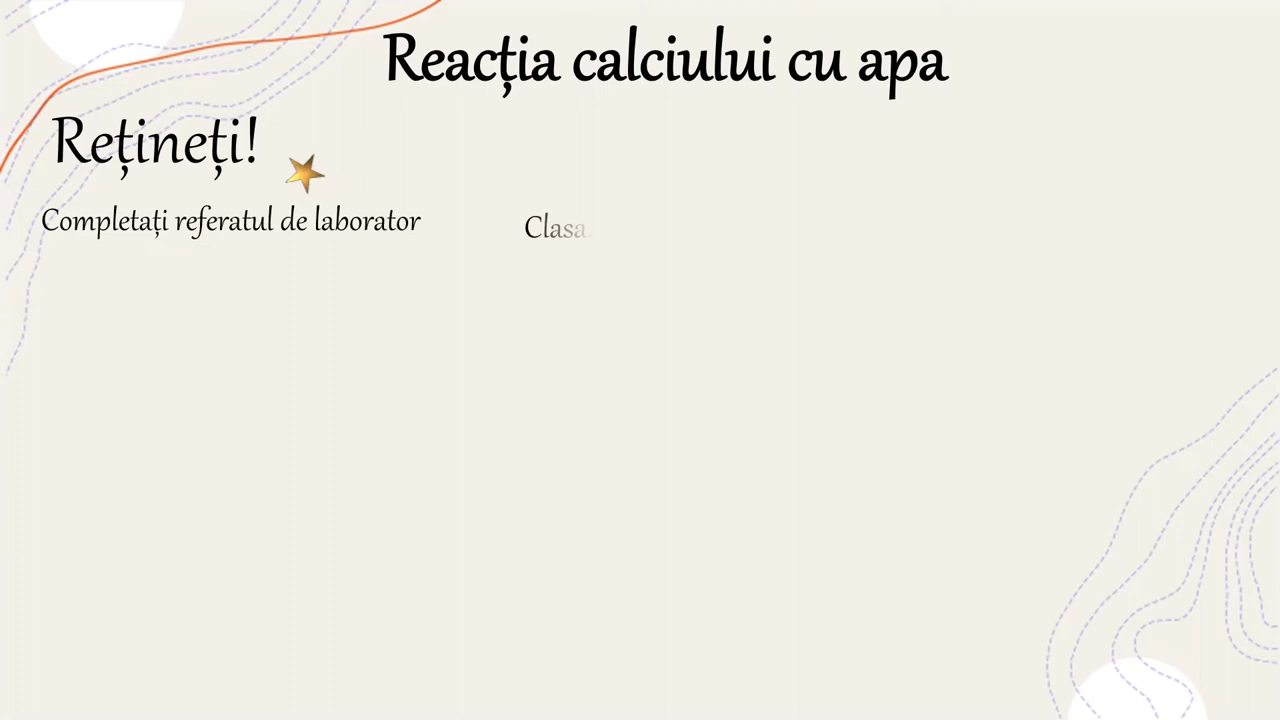 Reacția calciului cu apa
Rețineți!
Completați referatul de laborator
Clasa